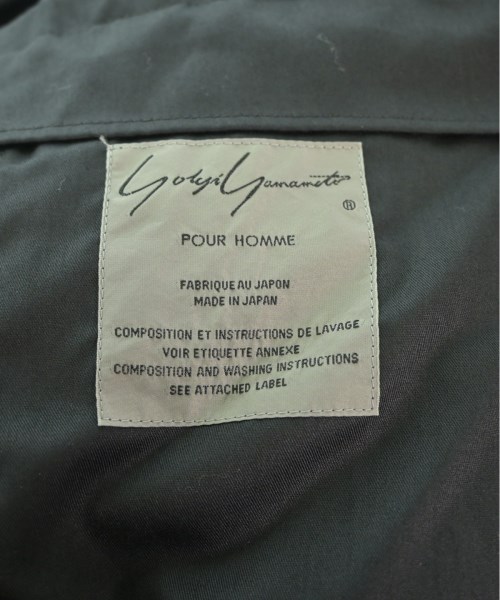 Yohji Yamamoto
®
POUR HOMME
FABRIQUE AU JAPON
MADE IN JAPAN
COMPOSITION ET INSTRUCTIONS DE LAVAGE
VOIR ETIQUETTE ANNEXE
COMPOSITION AND WASHING INSTRUCTIONS
SEE ATTACHED LABEL